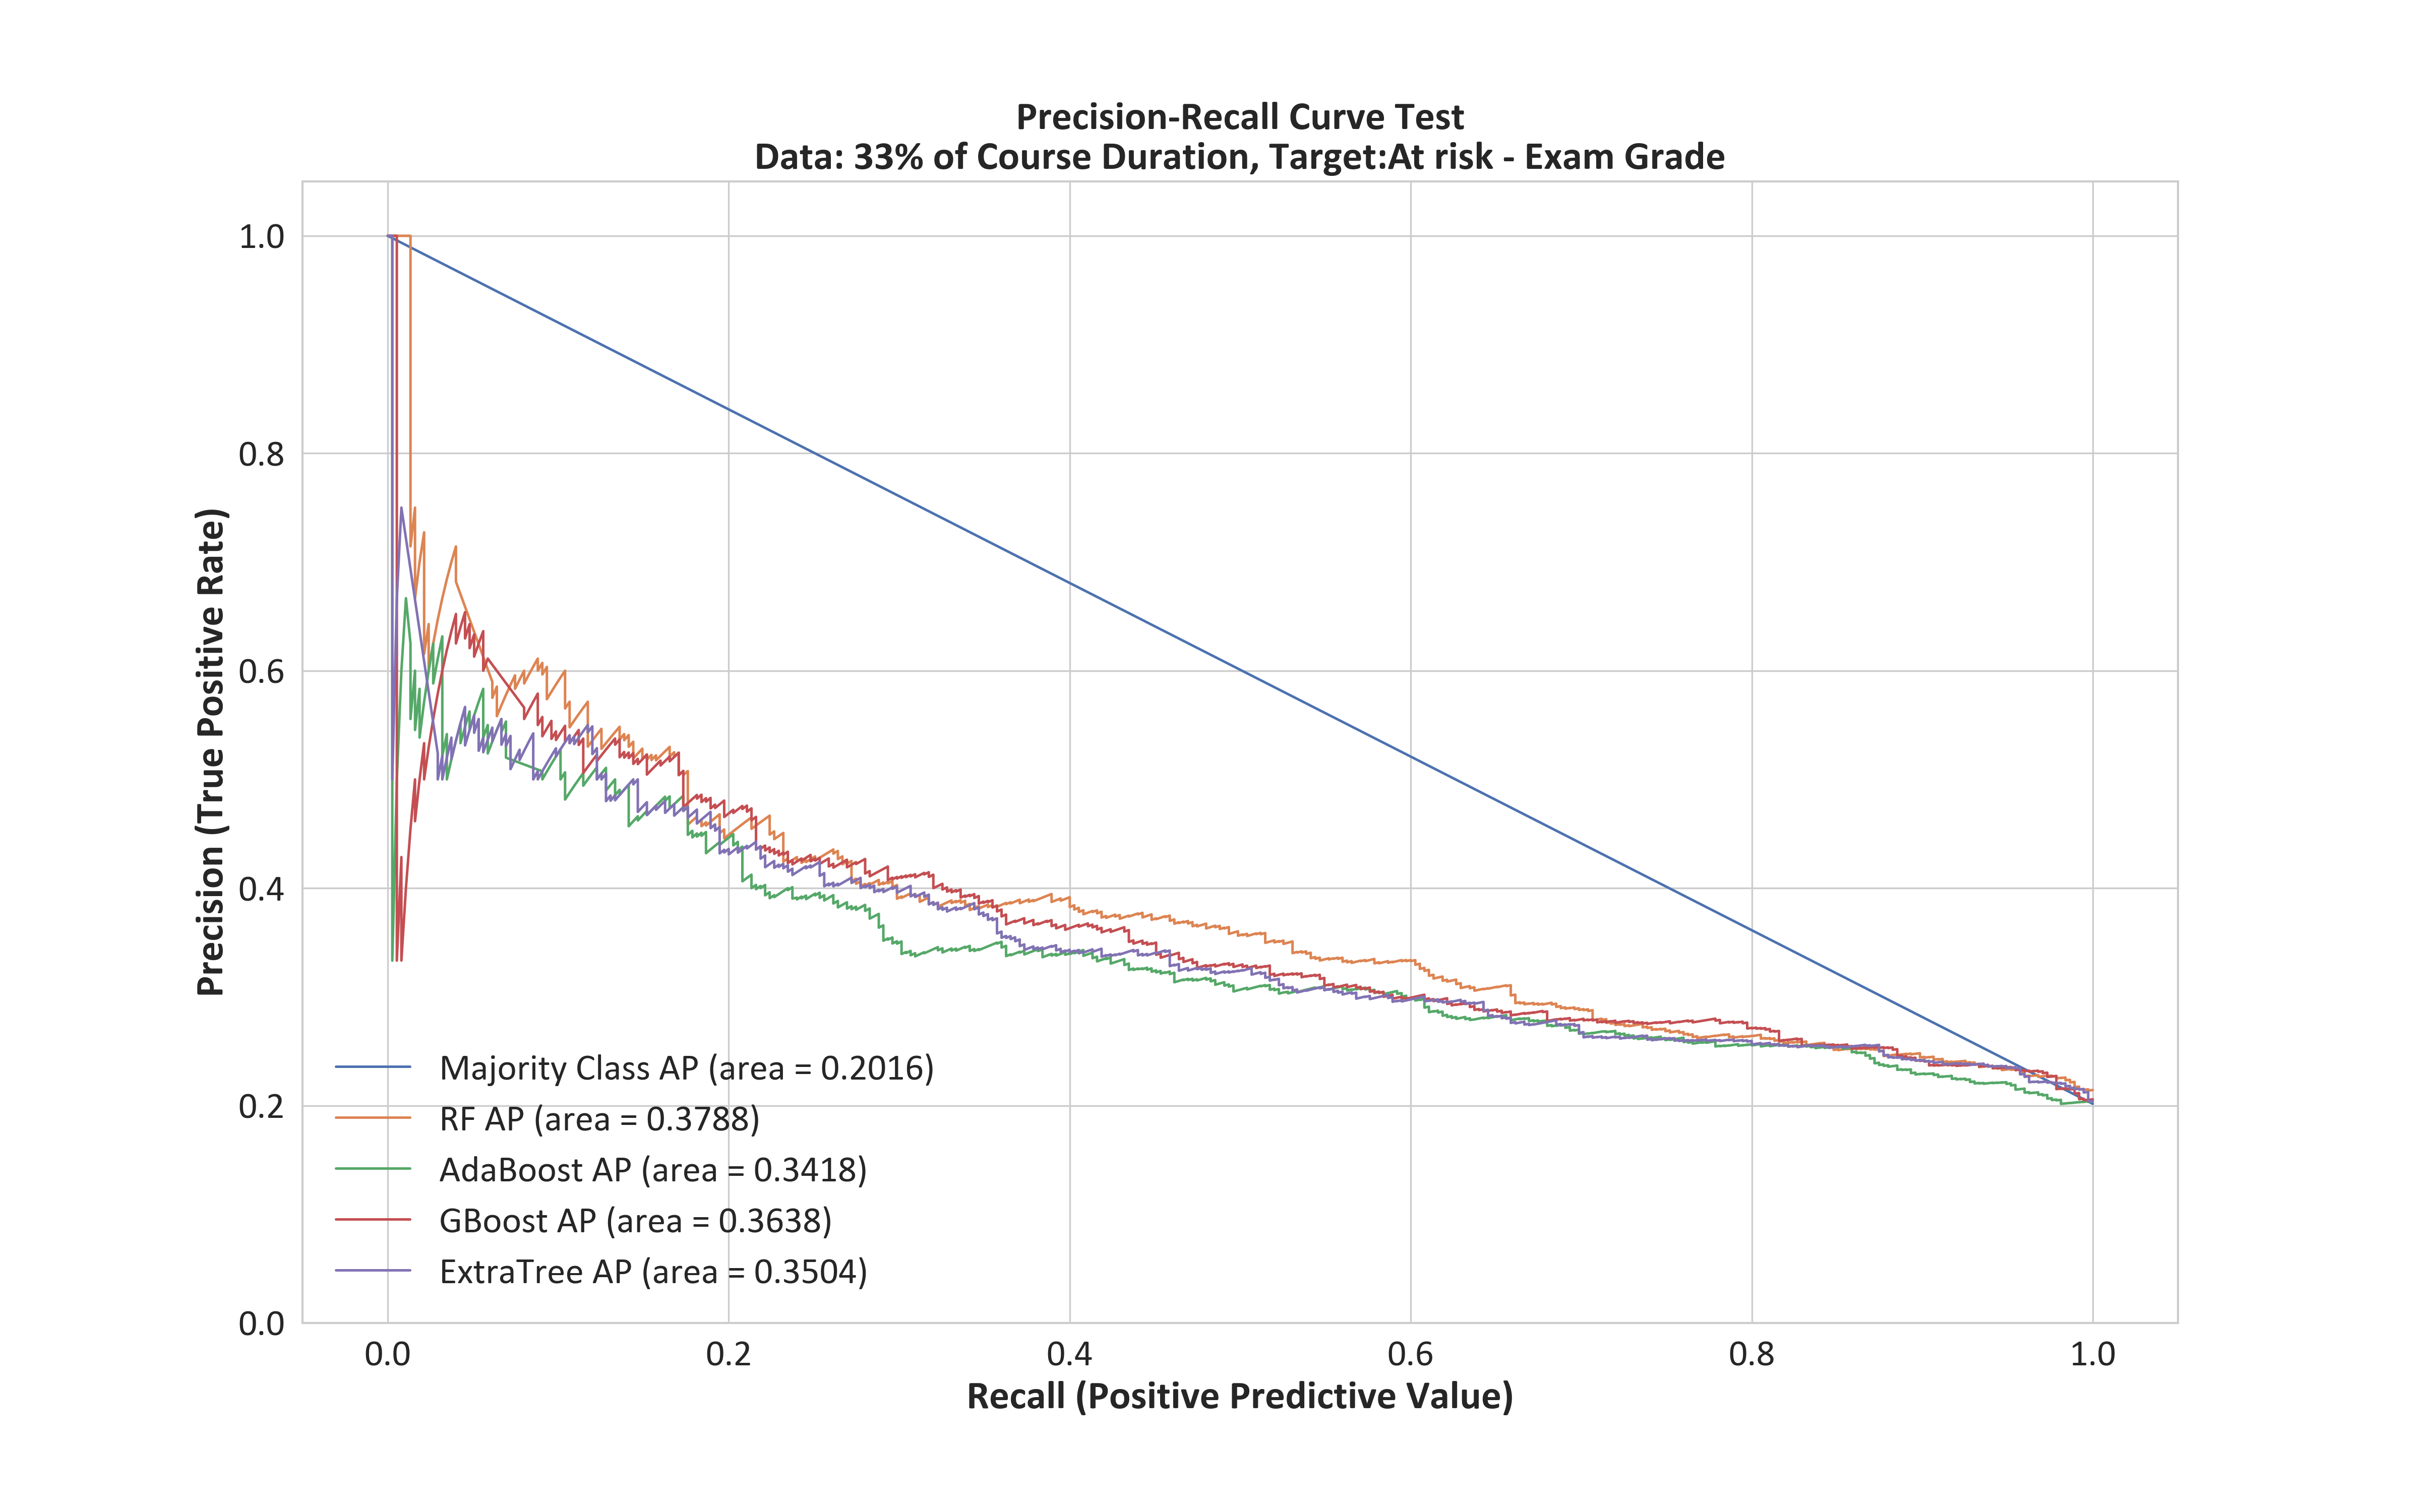 Precision-Recall Curve Test
Data: 33% of Course Duration, Target:At risk - Exam Grade
Precision (True Positive Rate)
1.0
0.8
0.6
0.4
0.2
0.0
Majority Class AP (area = 0.2016)
RF AP (area = 0.3788)
AdaBoost AP (area = 0.3418)
GBoost AP (area = 0.3638)
ExtraTree AP (area = 0.3504)
0.0 0.2 0.4 0.6 0.8 1.0
Recall (Positive Predictive Value)